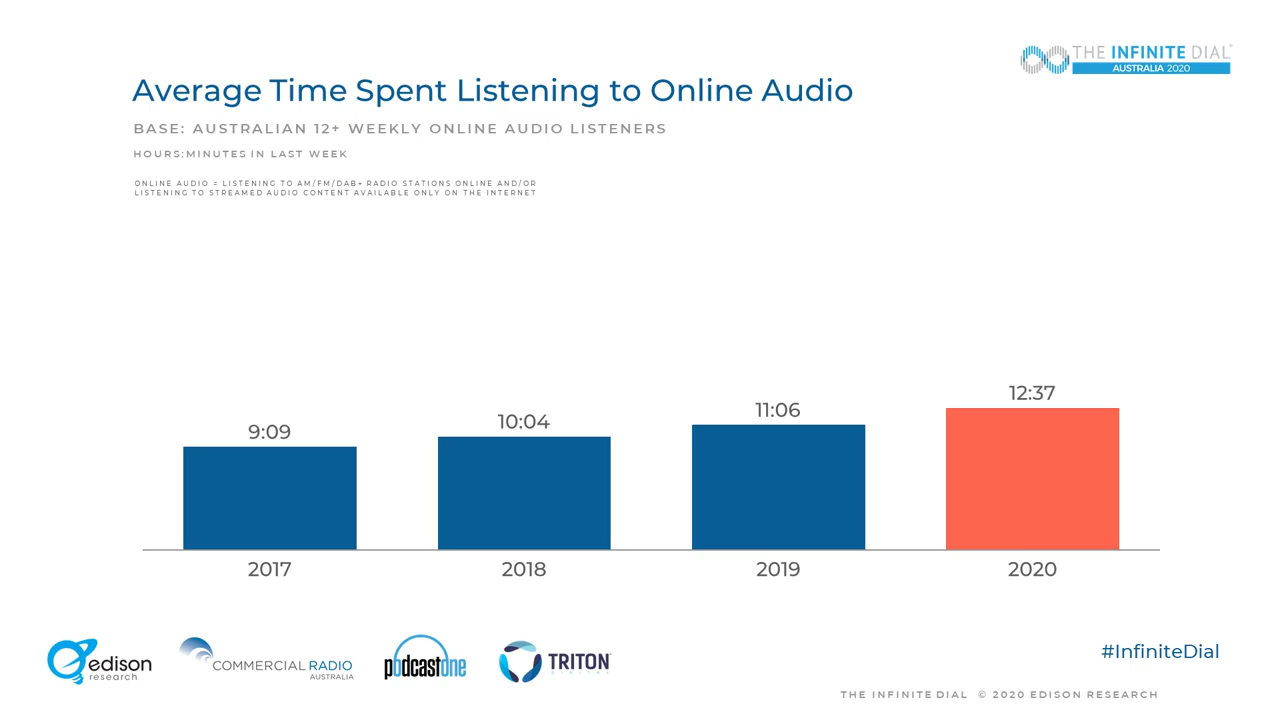 THE INFINITE DIAL®
AUSTRALIA 2020
Average Time Spent Listening to Online Audio
BASE: AUSTRALIAN 12+ WEEKLY ONLINE AUDIO LISTENERS
HOURS:MINUTES IN LAST WEEK
ONLINE AUDIO = LISTENING TO AM/FM/DAB+ RADIO STATIONS ONLINE AND/OR
LISTENING TO STREAMED AUDIO CONTENT AVAILABLE ONLY ON THE INTERNET
9:09
10:04
11:06
12:37
2017
2018
2019
2020
edison
research
COMMERCIAL RADIO
AUSTRALIA
podcastone
TRITON
DIGITAL
#InfiniteDial
THE INFINITE DIAL © 2020 EDISON RESEARCH